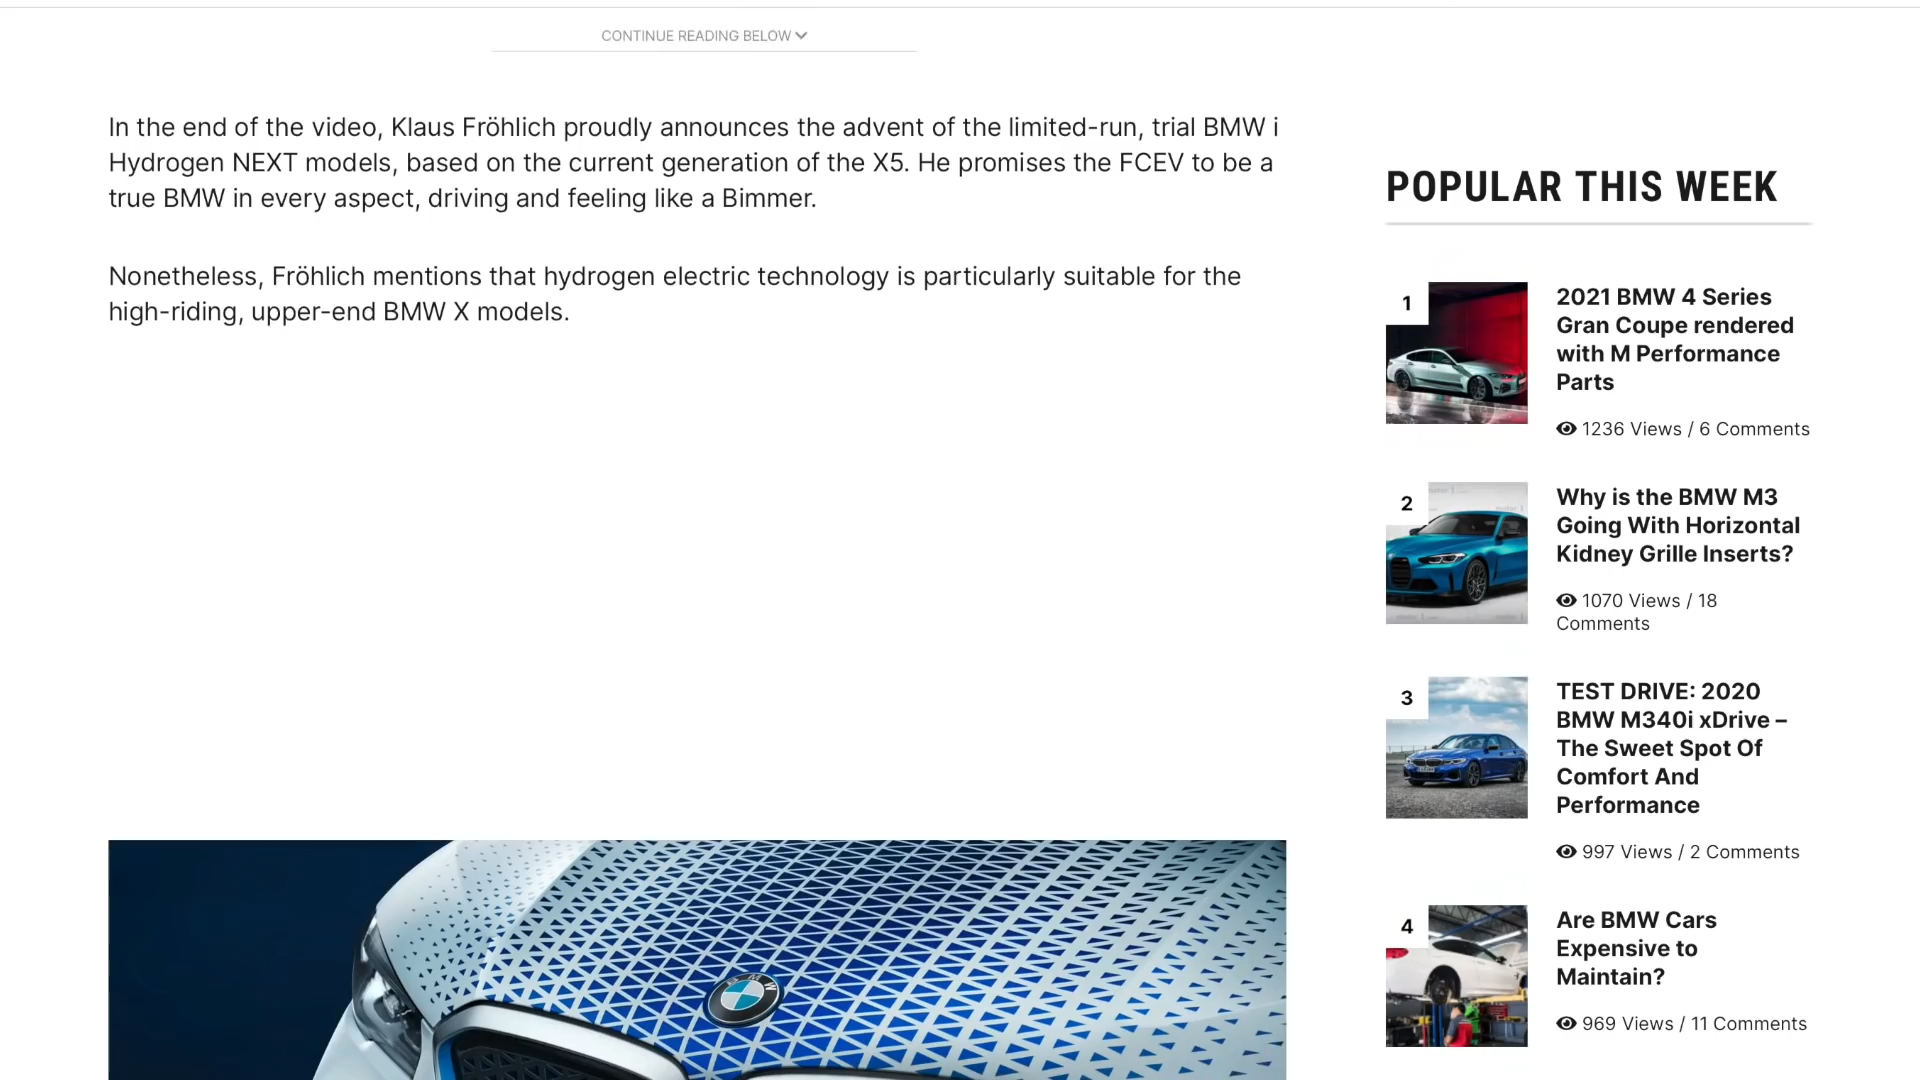 CONTINUE READING BELOW
In the end of the video, Klaus Fröhlich proudly announces the advent of the limited-run, trial BMW i
Hydrogen NEXT models, based on the current generation of the X5. He promises the FCEV to be a
true BMW in every aspect, driving and feeling like a Bimmer.
Nonetheless, Fröhlich mentions that hydrogen electric technology is particularly suitable for the
high-riding, upper-end BMW X models.
BMW
POPULAR THIS WEEK
1
2021 BMW 4 Series
Gran Coupe rendered
with M Performance
Parts
1236 Views / 6 Comments
2
Why is the BMW M3
Going With Horizontal
Kidney Grille Inserts?
1070 Views / 18
Comments
3
TEST DRIVE: 2020
BMW M340i xDrive –
The Sweet Spot Of
Comfort And
Performance
997 Views / 2 Comments
4
Are BMW Cars
Expensive to
Maintain?
969 Views / 11 Comments